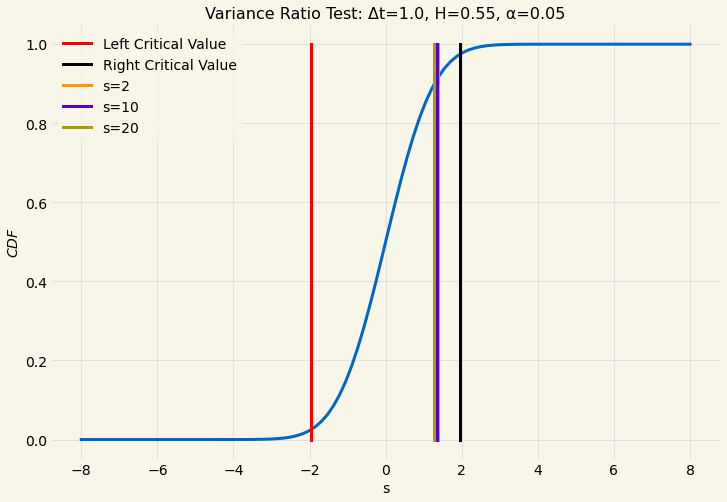 Variance Ratio Test: Δt=1.0, H=0.55, α=0.05
Left Critical Value
Right Critical Value
s=2
s=10
s=20
1.0
0.8
0.6
0.4
0.2
0.0
CDF
−8
−6
−4
−2
0
2
4
6
8
s